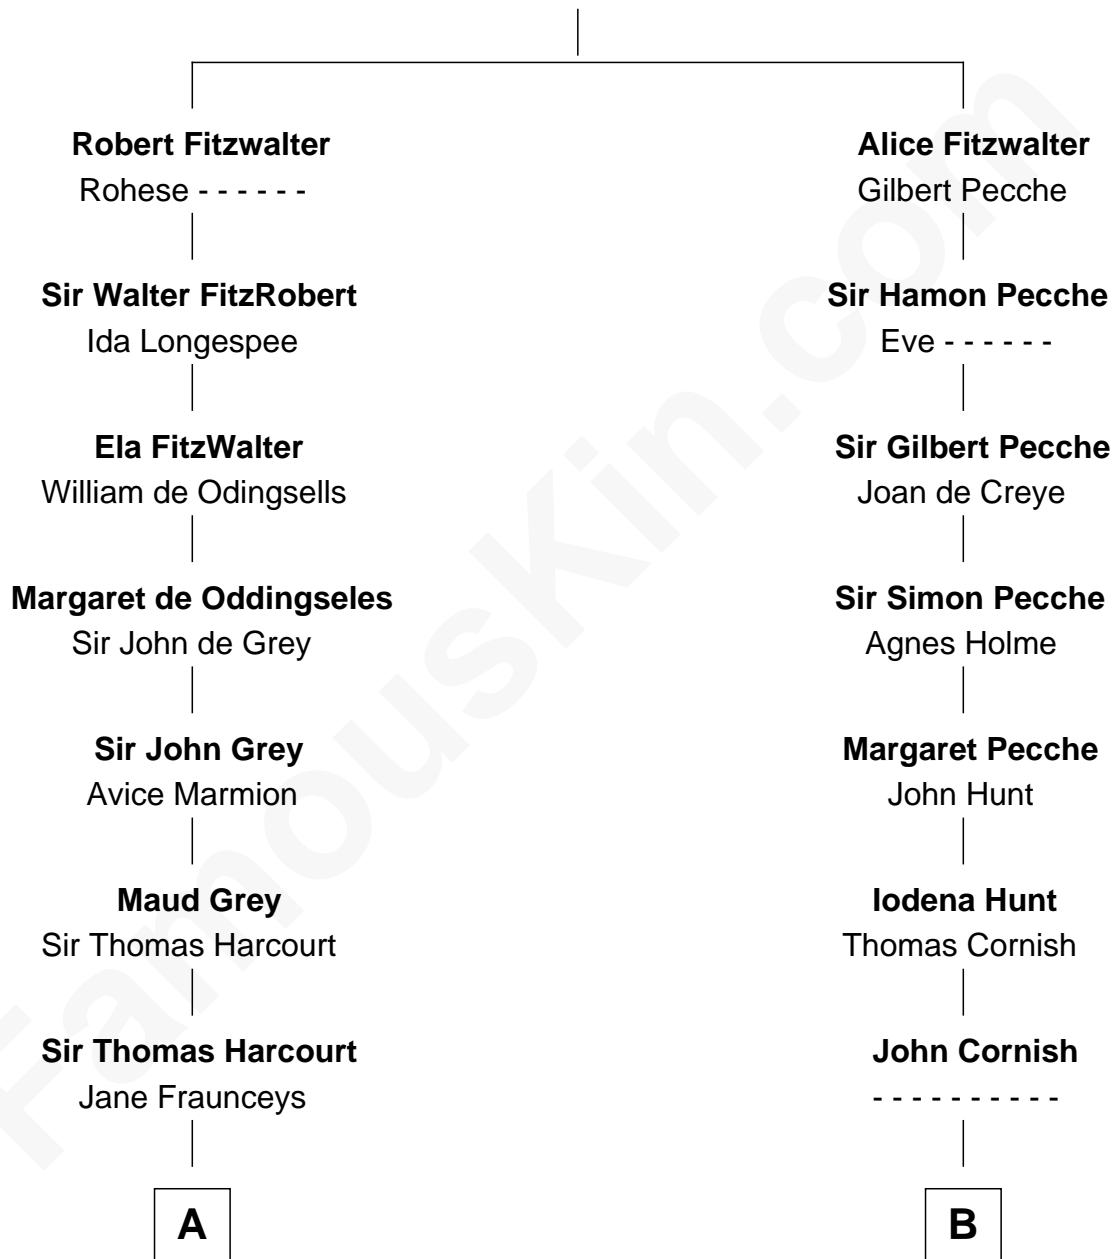 Robert Fitzwalter
Rohese - - - - - -
Alice Fitzwalter
Gilbert Pecche
Sir Walter FitzRobert
Ida Longespee
Sir Hamon Pecche
Eve - - - - - -
Ela FitzWalter
William de Odingsells
Sir Gilbert Pecche
Joan de Creye
Margaret de Oddingseles
Sir John de Grey
Sir Simon Pecche
Agnes Holme
Sir John Grey
Avice Marmion
Margaret Pecche
John Hunt
Maud Grey
Sir Thomas Harcourt
Iodena Hunt
Thomas Cornish
Sir Thomas Harcourt
Jane Fraunceys
John Cornish
- - - - - - - - - -
A
B
FamousKin.com